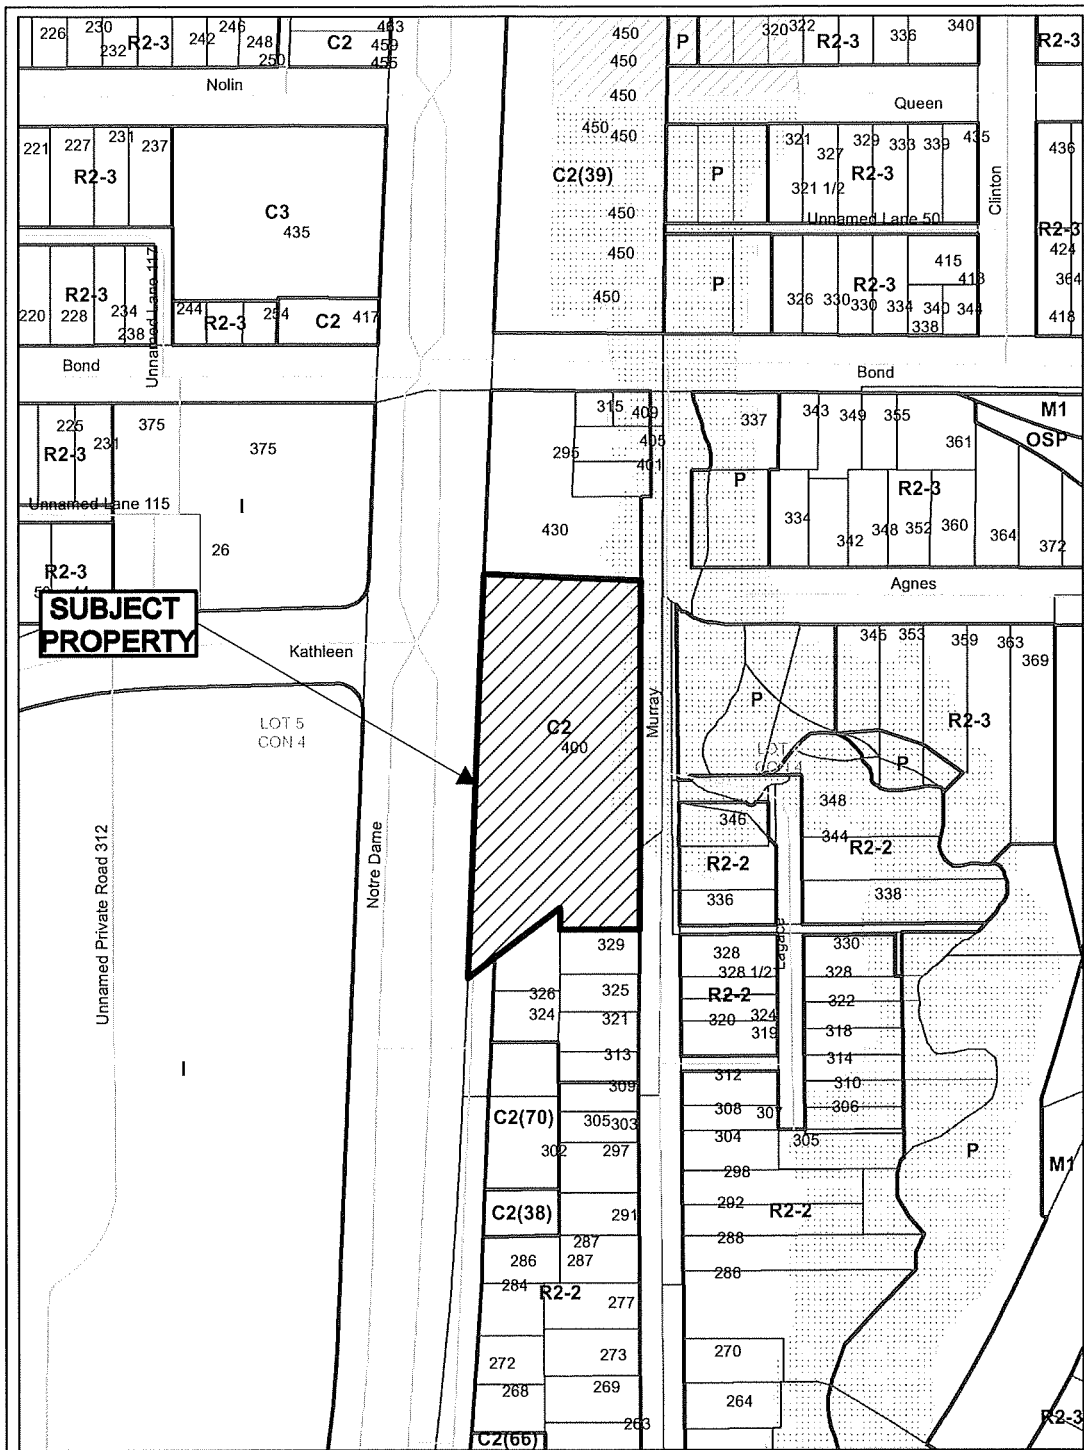 226 230 232 R2-3 242 246 248 250 C2 463 459 455
450 450 450 450 450
P 320 322 R2-3 336 340 R2-3
Nolin
Queen
221 227 231 237
R2-3
C3
435
C2(39)
450 450 450
P
321 327 329 333 339 435
321 1/2 R2-3
Unnamed Lane 50
Clinton
436
R2-3
424
364
418
R2-3
220 228 234 238
Unnamed Lane 117
244 R2-3 254 C2 417
P
R2-3
415
413
326 330 330 334 338 340 344
Bond
Bond
225 231 375
R2-3
375
Unnamed Lane 115
I
26
R2-3
315 409
405
295 401
430
337 343 349 355
361
M1
OSP
P
R2-3
334 342 348 352 360 364 372
Agnes
SUBJECT
PROPERTY
Kathleen
LOT 5
CON 4
C2
400
Murray
345 353 359 363 369
P
R2-3
P
346
348
344
R2-2
R2-2
336
338
Unnamed Private Road 312
Notre Dame
I
329
326 325
324 321
313
309
C2(70)
305 303
302 297
C2(38)
291
287
286 287
284
R2-2
277
272 273
268 269
263
C2(66)
328
328 1/2
R2-2
320 324
319
Lagace
330
328
322
318
314
310
306
312
308 307
304 305
298
292
R2-2
288
286
270
264
P
M1
R2-3